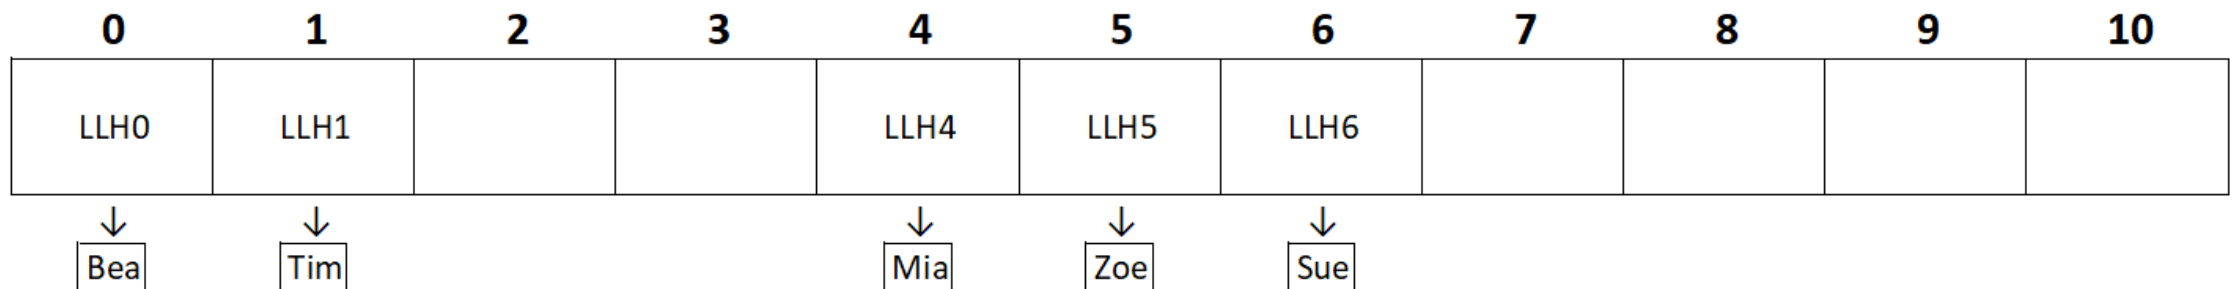 0 1 2 3 4 5 6 7 8 9 10
LLH0 LLH1 LLH4 LLH5 LLH6
↓ ↓ ↓ ↓ ↓
Bea Tim Mia Zoe Sue